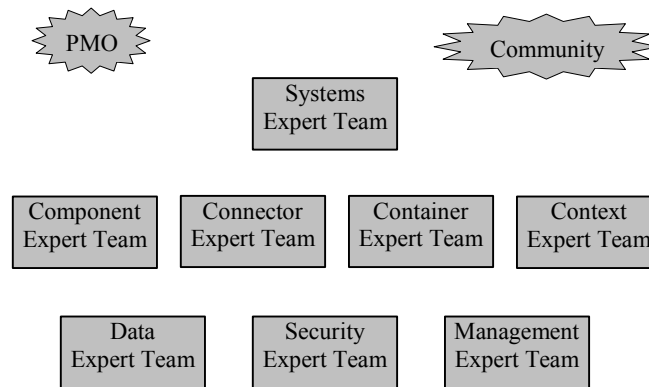 PMO
Community
Systems
Expert Team
Component
Expert Team
Connector
Expert Team
Container
Expert Team
Context
Expert Team
Data
Expert Team
Security
Expert Team
Management
Expert Team